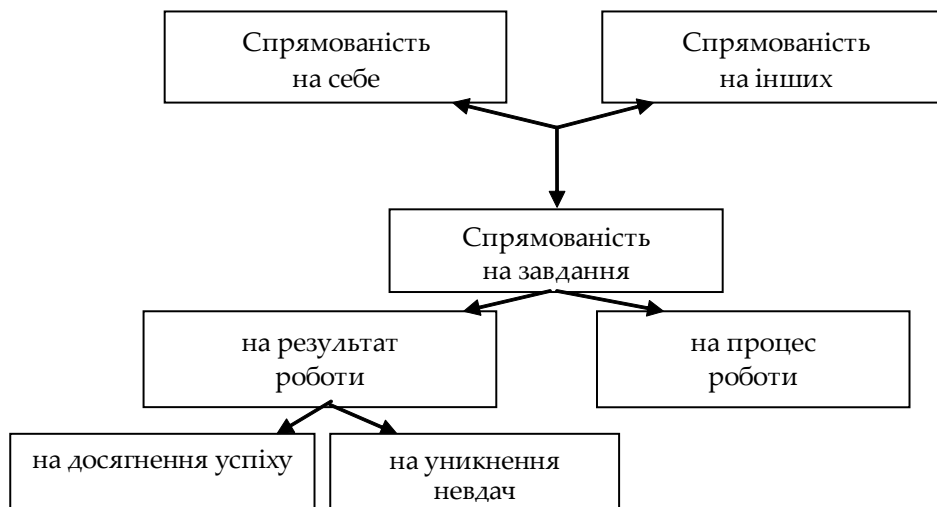 Спрямованість
на себе
Спрямованість
на інших
Спрямованість
на завдання
на результат
роботи
на процес
роботи
на досягнення успіху
на уникнення
невдач